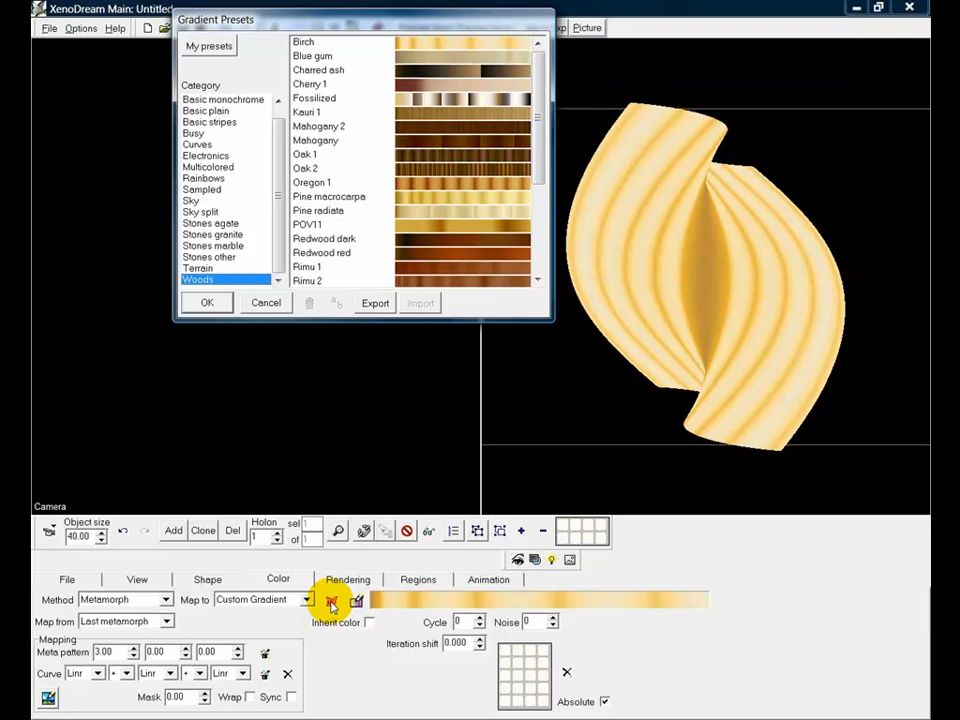 XenoDream Main: Untitled
Gradient Presets
File Options Help
xp Picture
My presets
Category
Basic monochrome
Basic plain
Basic stripes
Busy
Curves
Electronics
Multicolored
Rainbows
Sampled
Sky
Sky split
Stones agate
Stones granite
Stones marble
Stones other
Terrain
Woods
Birch
Blue gum
Charred ash
Cherry 1
Fossilized
Kauri 1
Mahogany 2
Mahogany
Oak 1
Oak 2
Oregon 1
Pine macrocarpa
Pine radiata
POV11
Redwood dark
Redwood red
Rimu 1
Rimu 2
OK Cancel Export Import
Camera
Object size
40.00
Add Clone Del
Holon
1
sel 1
of 1
File View Shape Color Rendering Regions Animation
Method Metamorph Map to Custom Gradient
Map from Last metamorph Inherit color Cycle 0 Noise 0
Mapping
Iteration shift 0.000
Meta pattern 3.00 0.00 0.00
Curve Linr + Linr + Linr
Mask 0.00 Wrap Sync
Absolute